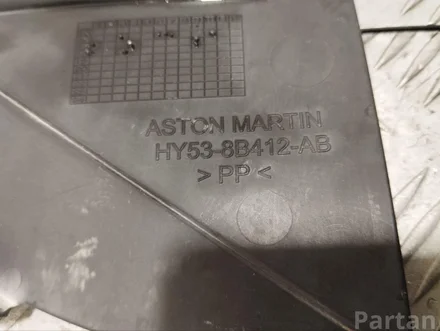 ASTON MARTIN
HY53-8B412-AB
> PP <
Partan